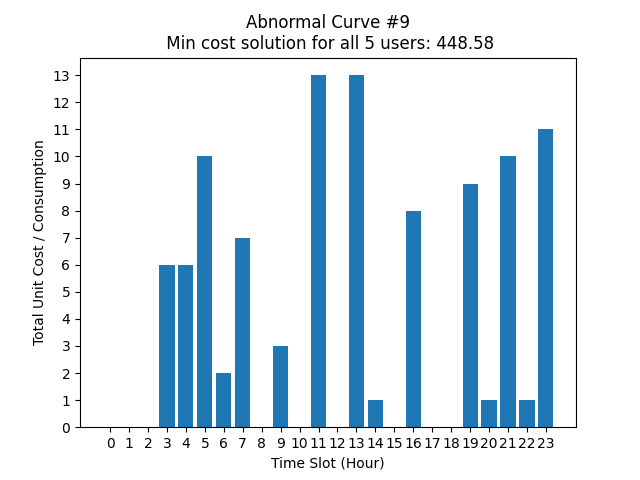 Abnormal Curve #9
Min cost solution for all 5 users: 448.58
Total Unit Cost / Consumption
13
12
11
10
9
8
7
6
5
4
3
2
1
0
0 1 2 3 4 5 6 7 8 9 10 11 12 13 14 15 16 17 18 19 20 21 22 23
Time Slot (Hour)